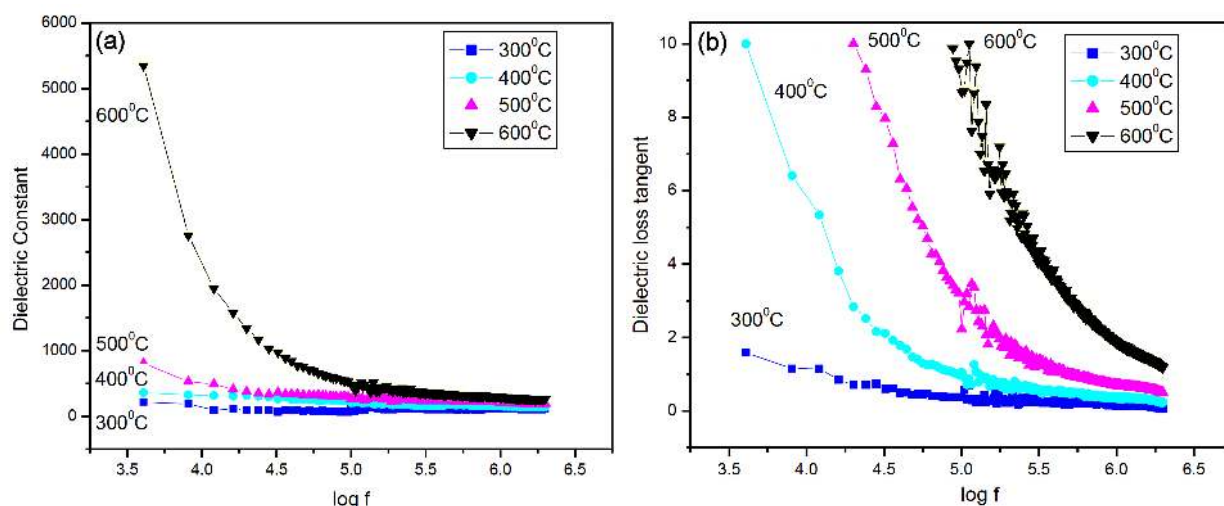 (a)
6000
5000
4000
3000
2000
1000
0
Dielectric Constant
300⁰C
400⁰C
500⁰C
600⁰C
600⁰C
500⁰C
400⁰C
300⁰C
3.5 4.0 4.5 5.0 5.5 6.0 6.5
log f
(b)
10
8
6
4
2
0
Dielectric loss tangent
500⁰C
600⁰C
400⁰C
300⁰C
300⁰C
400⁰C
500⁰C
600⁰C
3.5 4.0 4.5 5.0 5.5 6.0 6.5
log f